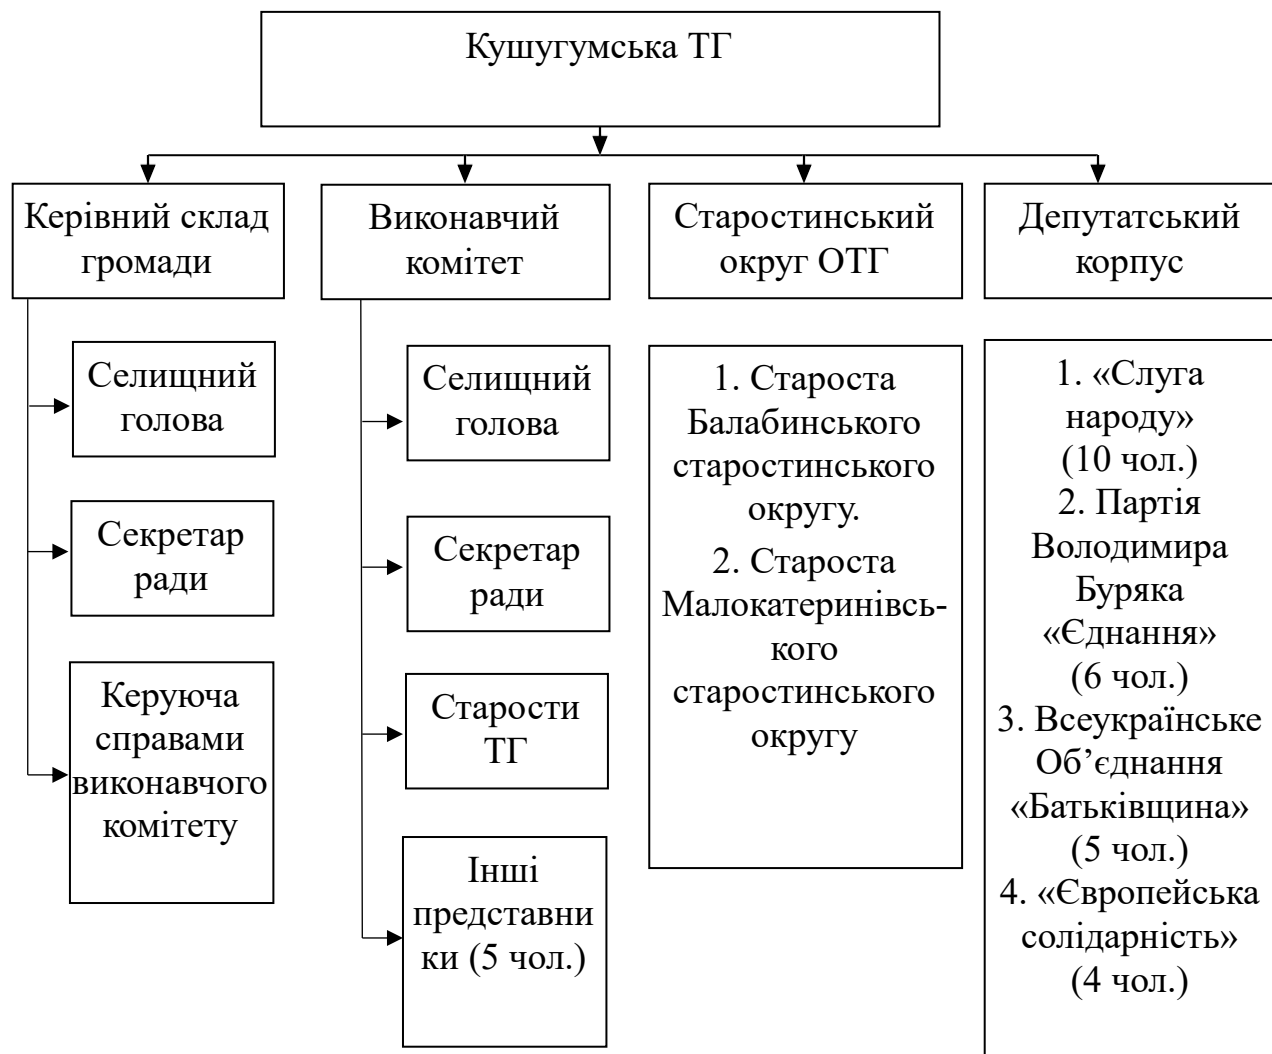 Кушугумська ТГ
Керівний склад
громади
Виконавчий
комітет
Старостинський
округ ОТГ
Депутатський
корпус
Селищний
голова
Секретар
ради
Керуюча
справами
виконавчого
комітету
Селищний
голова
Секретар
ради
Старости
ТГ
Інші
представни
ки (5 чол.)
1. Староста
Балабинського
старостинського
округу.
2. Староста
Малокатеринівсь-
кого
старостинського
округу
1. «Слуга
народу»
(10 чол.)
2. Партія
Володимира
Буряка
«Єднання»
(6 чол.)
3. Всеукраїнське
Об’єднання
«Батьківщина»
(5 чол.)
4. «Європейська
солідарність»
(4 чол.)